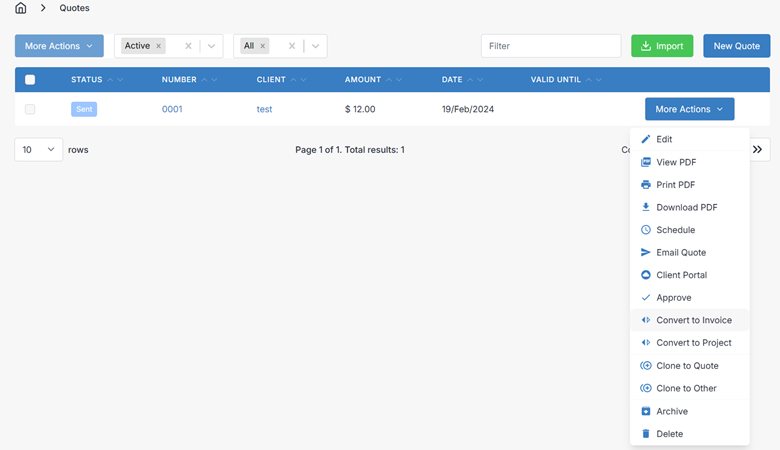 Quotes
More Actions Active × All × Filter Import New Quote
STATUS NUMBER CLIENT AMOUNT DATE VALID UNTIL
Sent 0001 test $ 12.00 19/Feb/2024 More Actions
10 rows Page 1 of 1. Total results: 1
Edit
View PDF
Print PDF
Download PDF
Schedule
Email Quote
Client Portal
Approve
Convert to Invoice
Convert to Project
Clone to Quote
Clone to Other
Archive
Delete